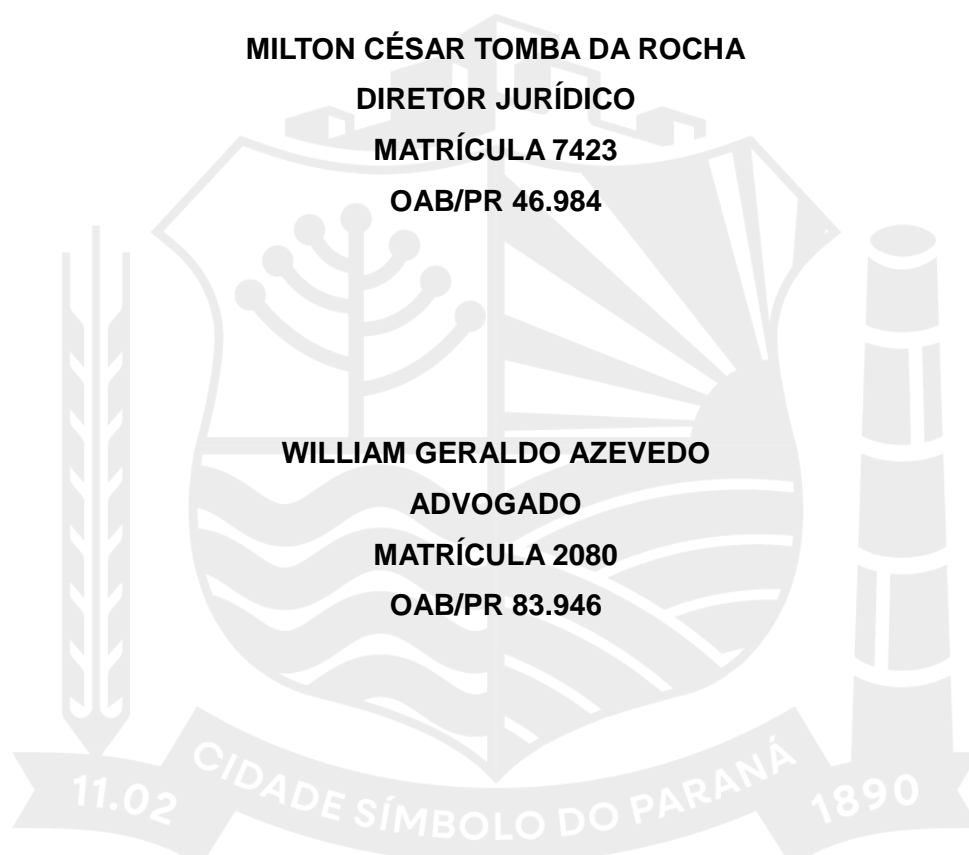 MILTON CÉSAR TOMBA DA ROCHA
DIRETOR JURÍDICO
MATRÍCULA 7423
OAB/PR 46.984
WILLIAM GERALDO AZEVEDO
ADVOGADO
MATRÍCULA 2080
OAB/PR 83.946
11.02
CIDADE SÍMBOLO DO PARANÁ
1890